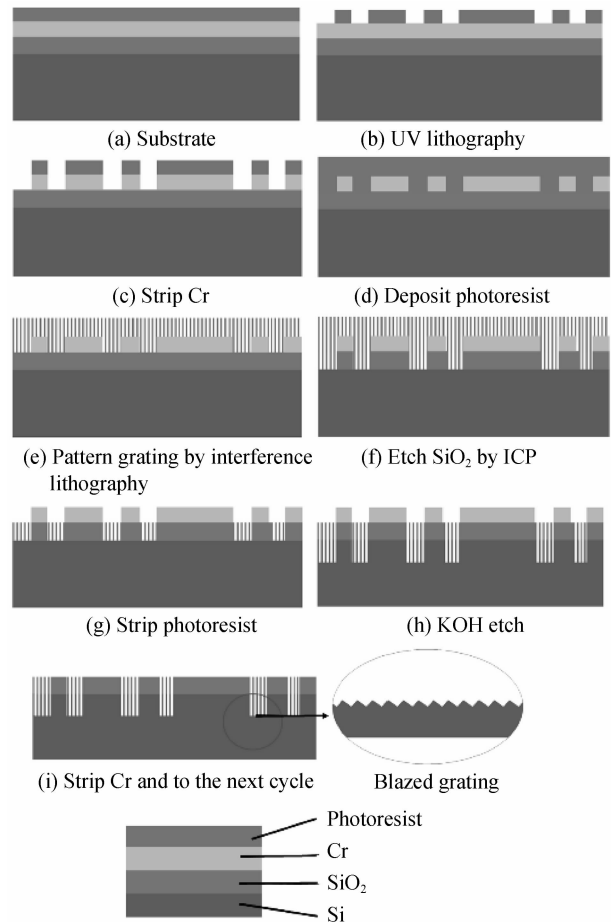 (a) Substrate
(b) UV lithography
(c) Strip Cr
(d) Deposit photoresist
(e) Pattern grating by interference
lithography
(f) Etch SiO₂ by ICP
(g) Strip photoresist
(h) KOH etch
(i) Strip Cr and to the next cycle
Blazed grating
Photoresist
Cr
SiO₂
Si